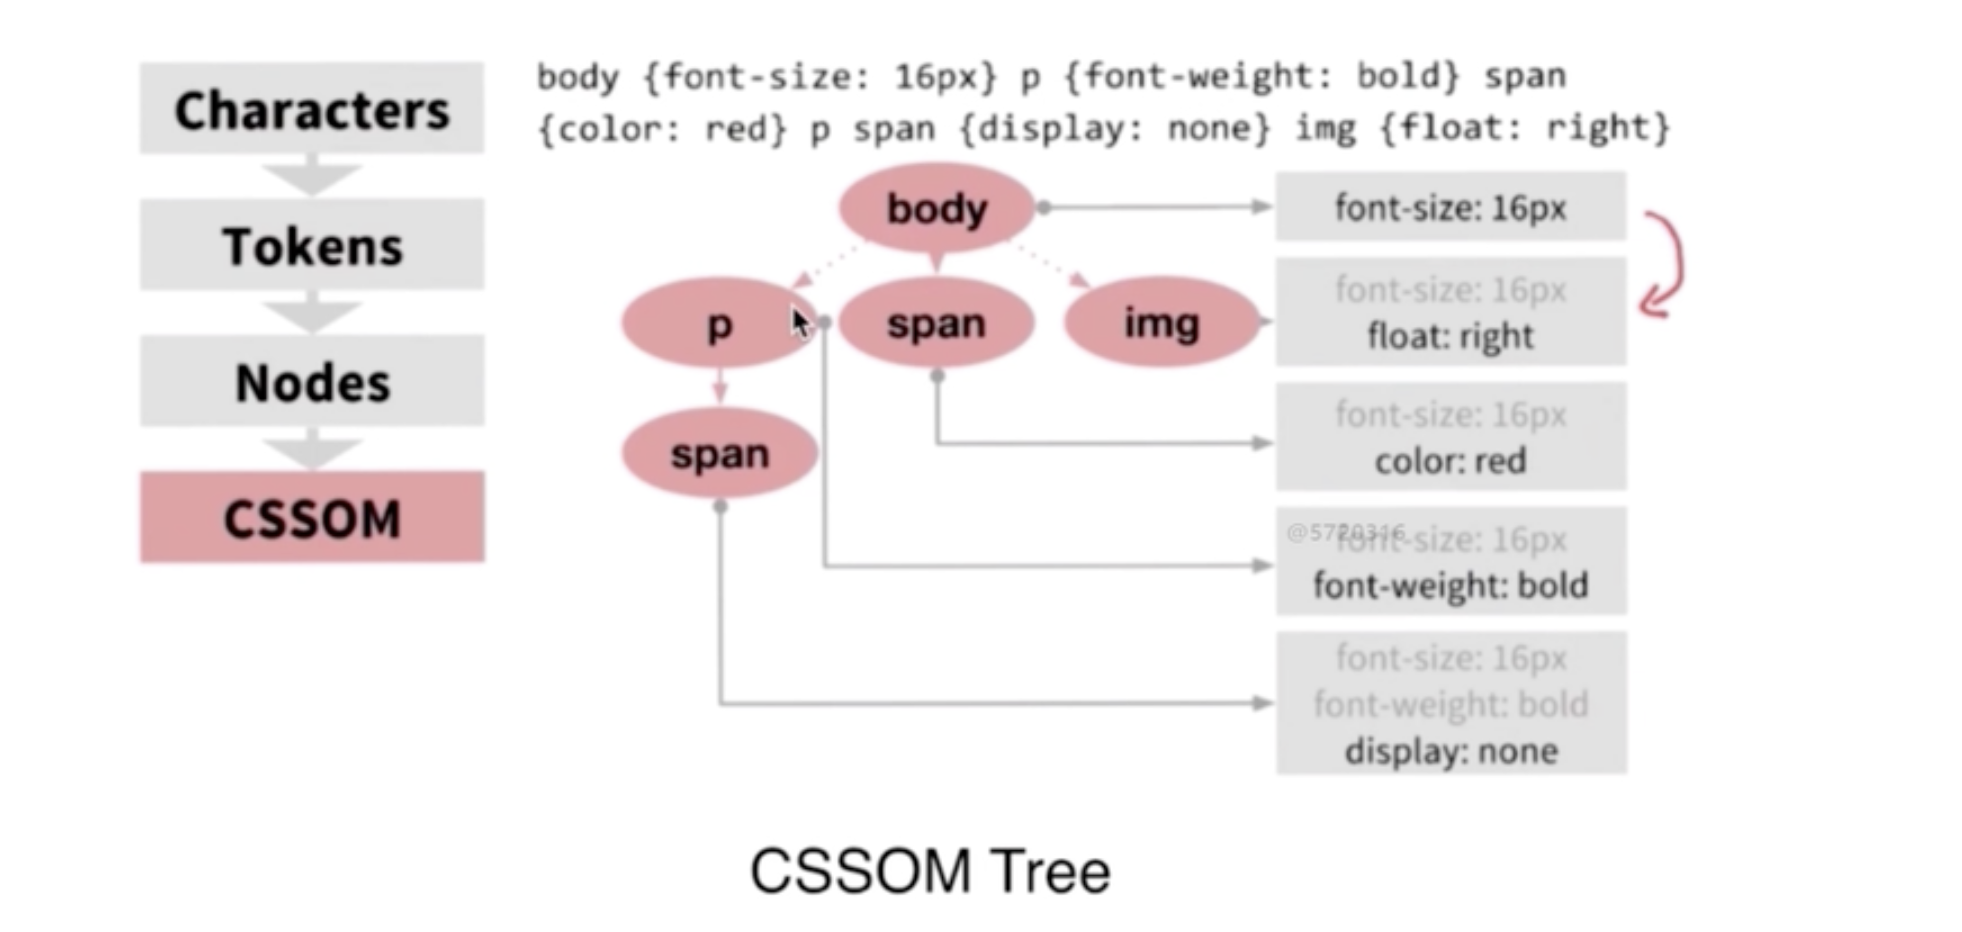 Characters
Tokens
Nodes
CSSOM
body {font-size: 16px} p {font-weight: bold} span
{color: red} p span {display: none} img {float: right}
body
p
span
img
span
font-size: 16px
font-size: 16px
float: right
font-size: 16px
color: red
@5720316
font-size: 16px
font-weight: bold
font-size: 16px
font-weight: bold
display: none
CSSOM Tree